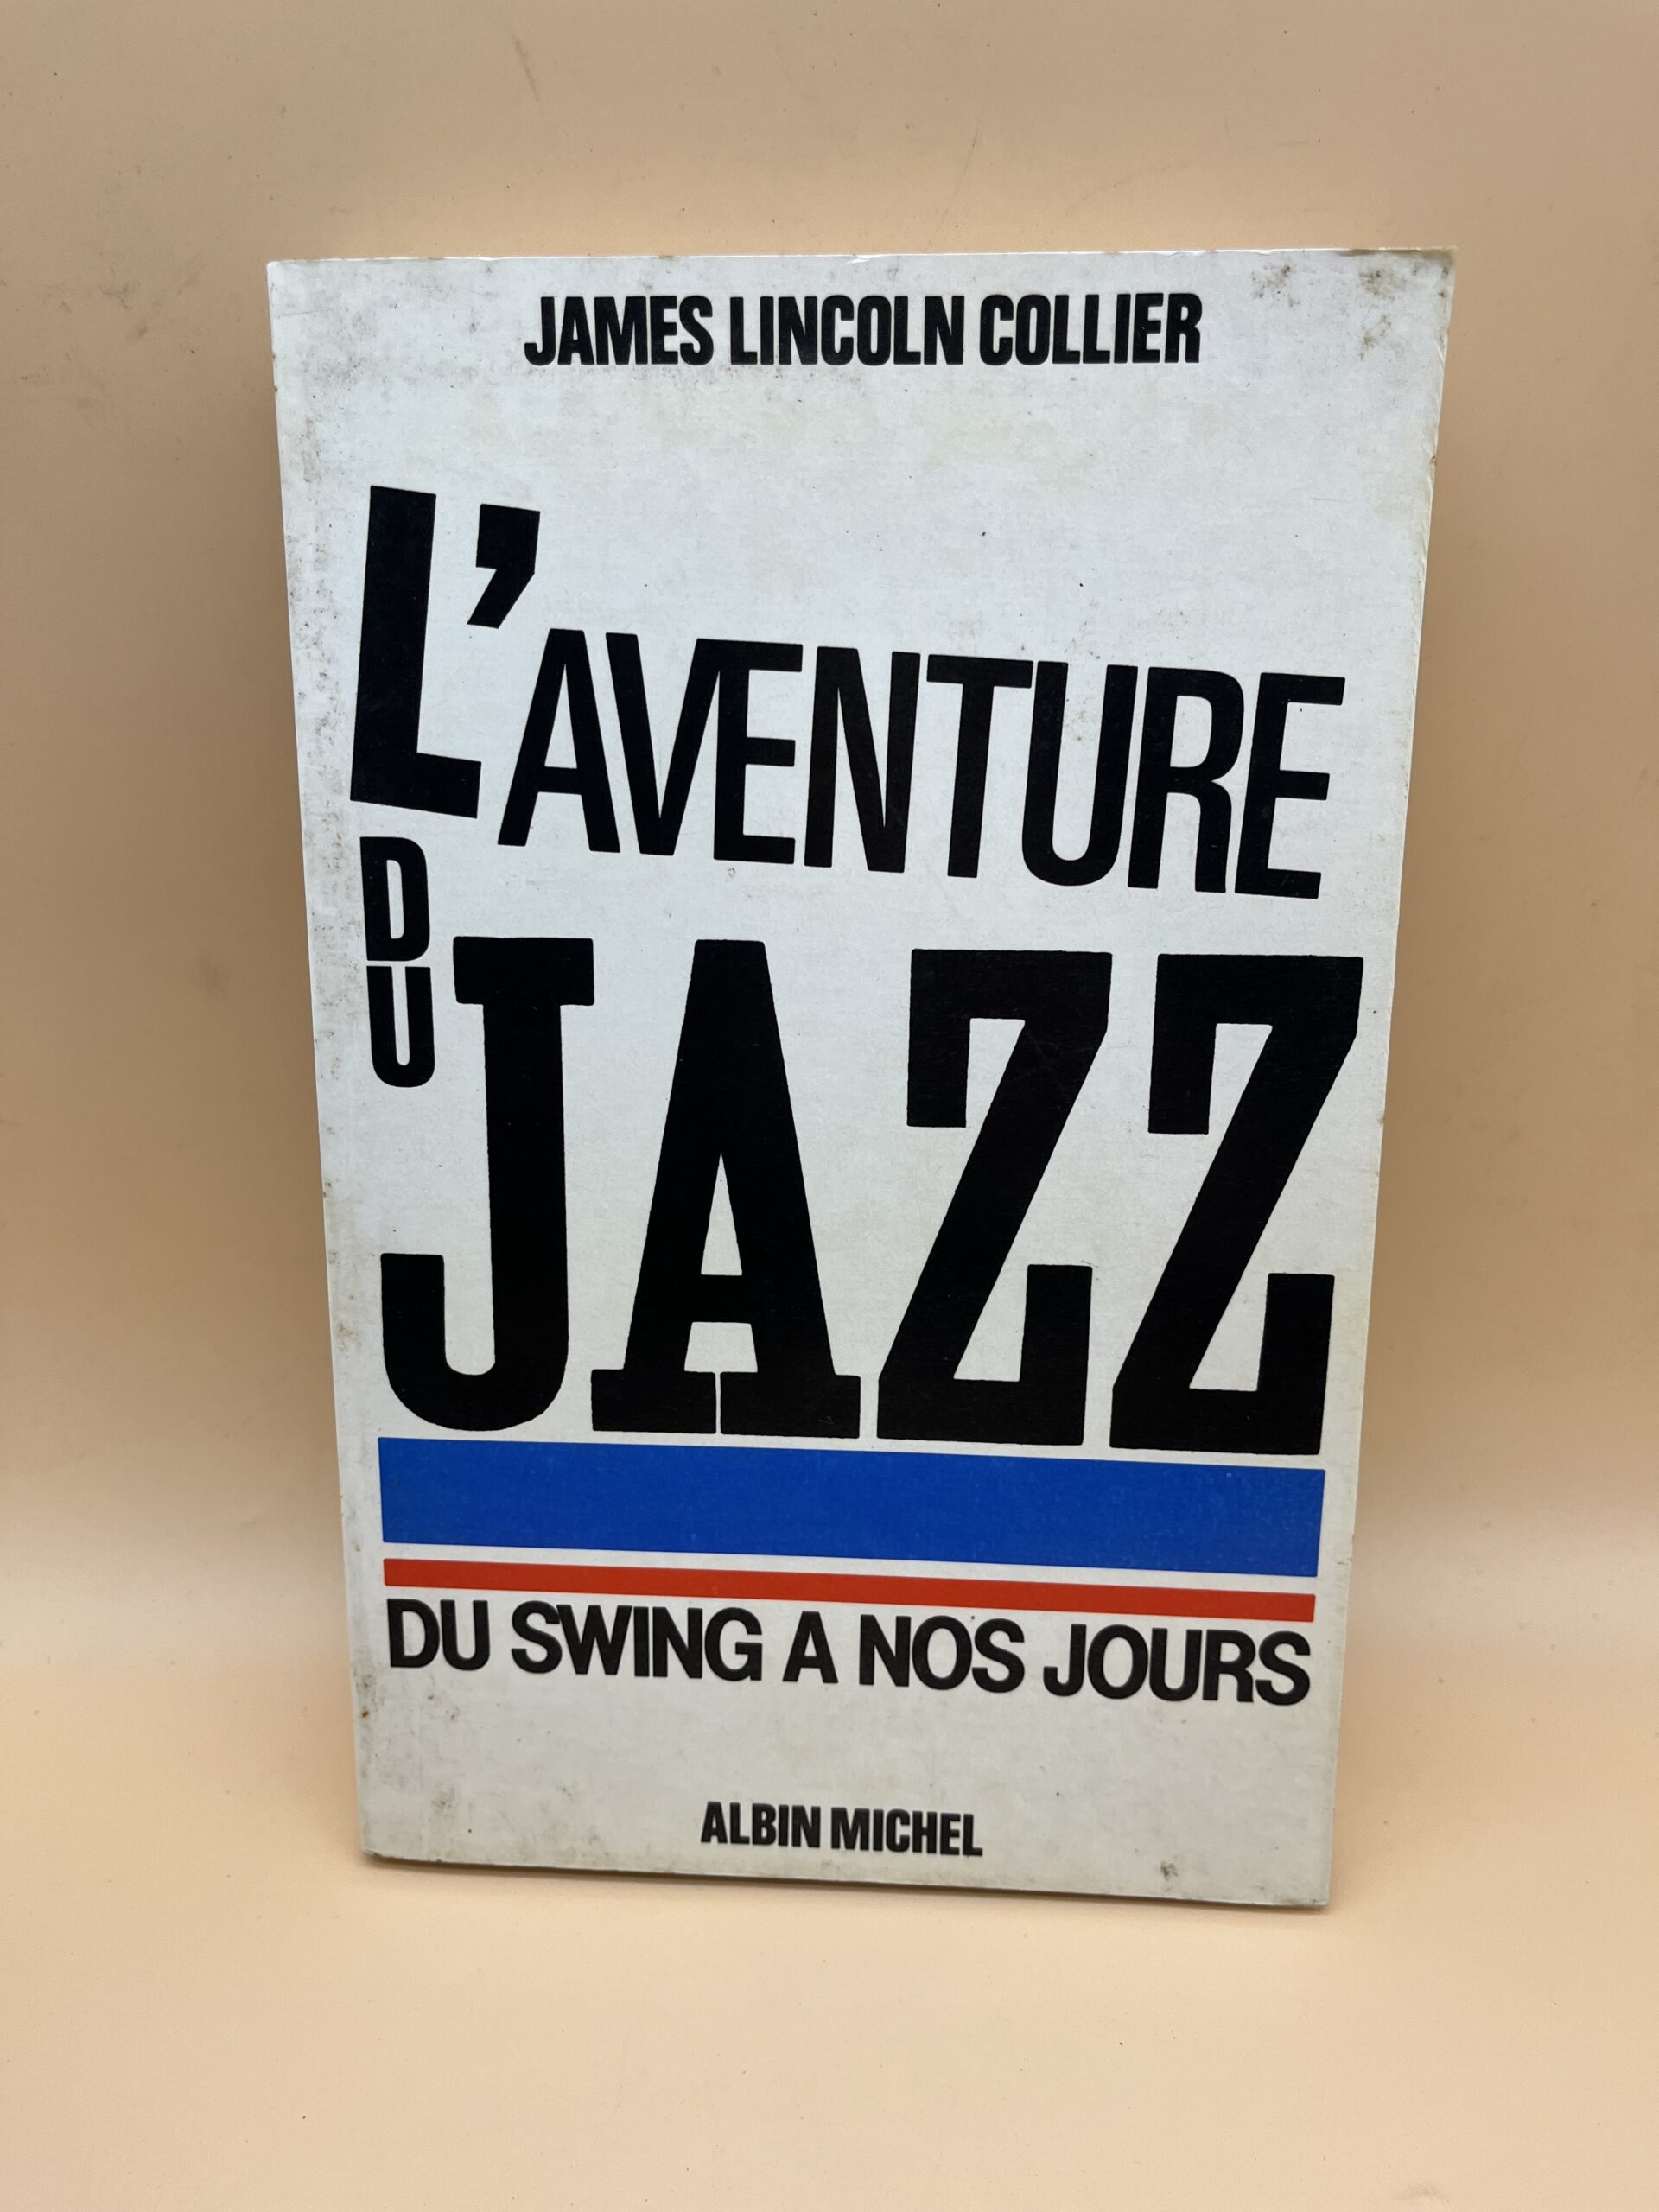 JAMES LINCOLN COLLIER
L'AVENTURE
DU
JAZZ
DU SWING A NOS JOURS
ALBIN MICHEL